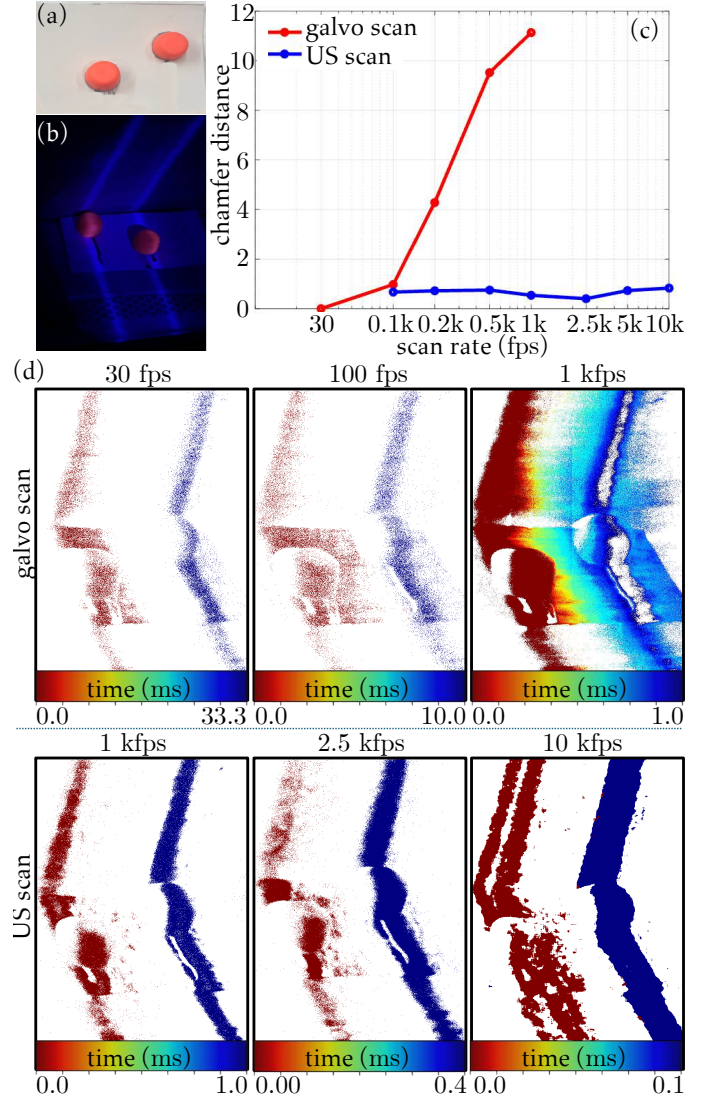 (a)
(b)
(c)
galvo scan
US scan
chamfer distance
12
10
8
6
4
2
0
30 0.1k 0.2k 0.5k 1k 2.5k 5k 10k
scan rate (fps)
(d)
30 fps 100 fps 1 kfps
galvo scan
time (ms) time (ms) time (ms)
0.0 33.3 0.0 10.0 0.0 1.0
1 kfps 2.5 kfps 10 kfps
US scan
time (ms) time (ms) time (ms)
0.0 1.0 0.00 0.4 0.0 0.1